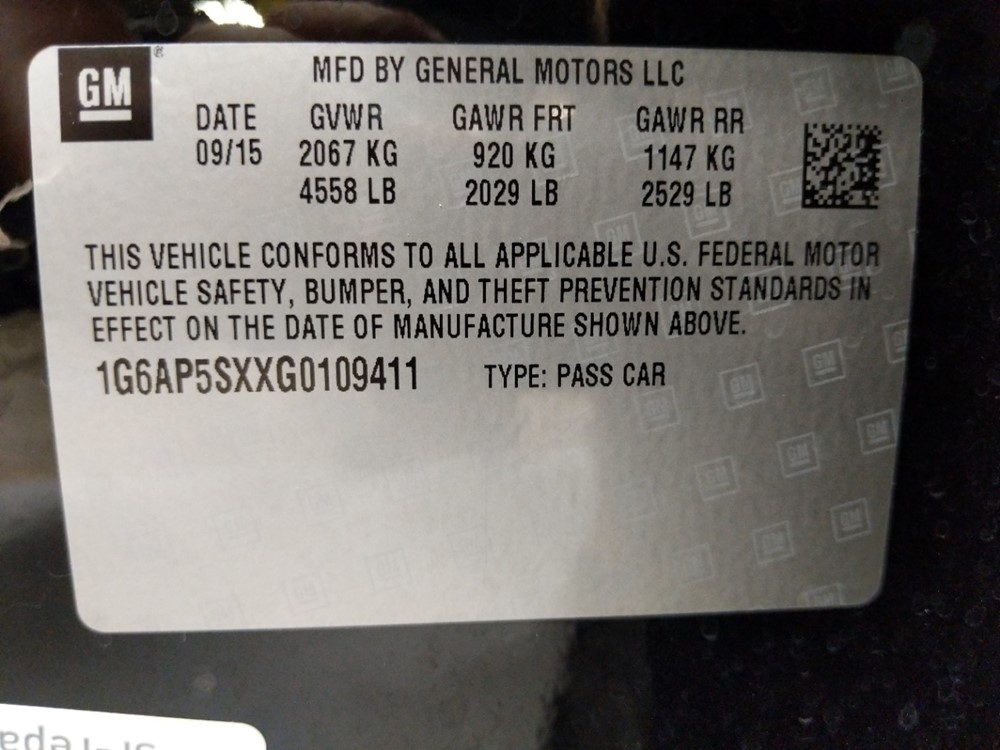 GM ®
MFD BY GENERAL MOTORS LLC
DATE GVWR GAWR FRT GAWR RR
09/15 2067 KG 920 KG 1147 KG
4558 LB 2029 LB 2529 LB
THIS VEHICLE CONFORMS TO ALL APPLICABLE U.S. FEDERAL MOTOR
VEHICLE SAFETY, BUMPER, AND THEFT PREVENTION STANDARDS IN
EFFECT ON THE DATE OF MANUFACTURE SHOWN ABOVE.
1G6AP5SXXG0109411 TYPE: PASS CAR